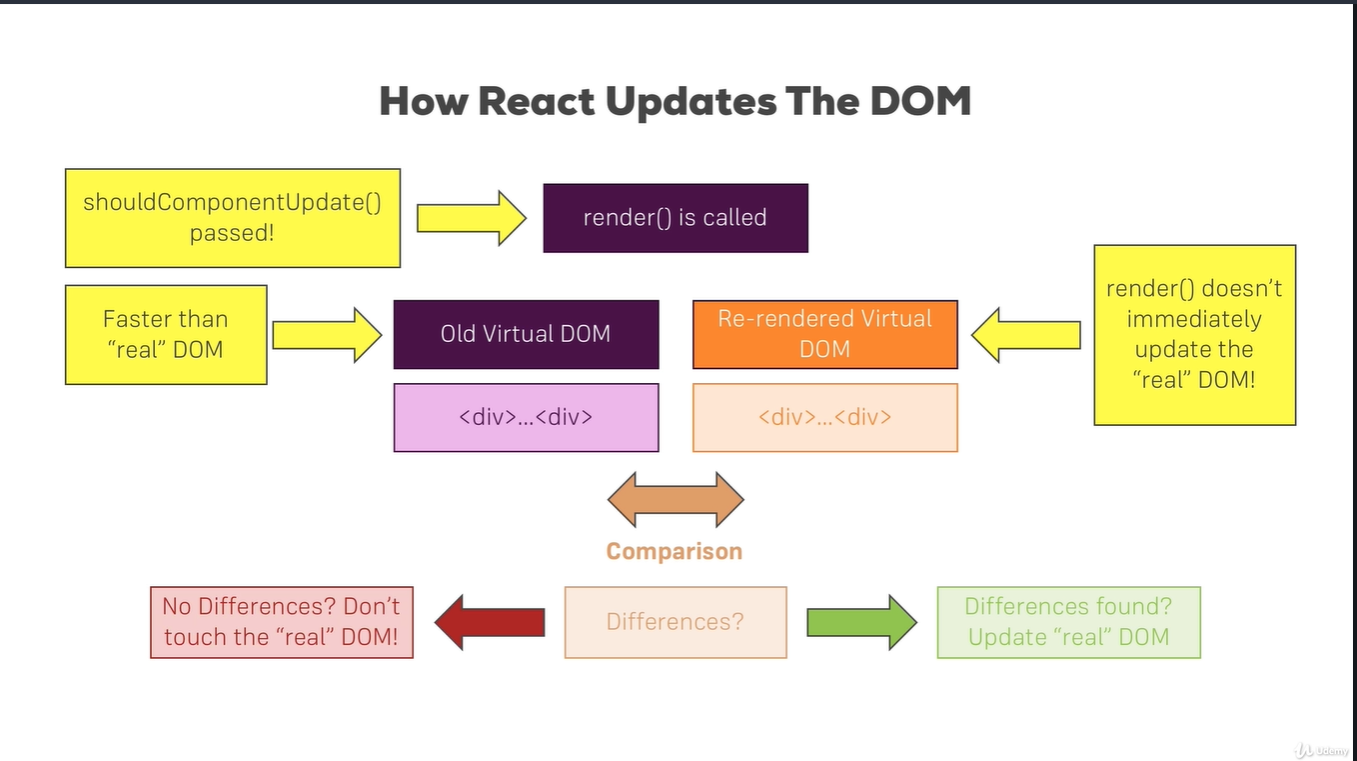 How React Updates The DOM
shouldComponentUpdate()
passed!
render() is called
Faster than
“real” DOM
Old Virtual DOM
Re-rendered Virtual
DOM
render() doesn’t
immediately
update the
“real” DOM!
<div>...<div>
<div>...<div>
Comparison
No Differences? Don’t
touch the “real” DOM!
Differences?
Differences found?
Update “real” DOM
Udemy